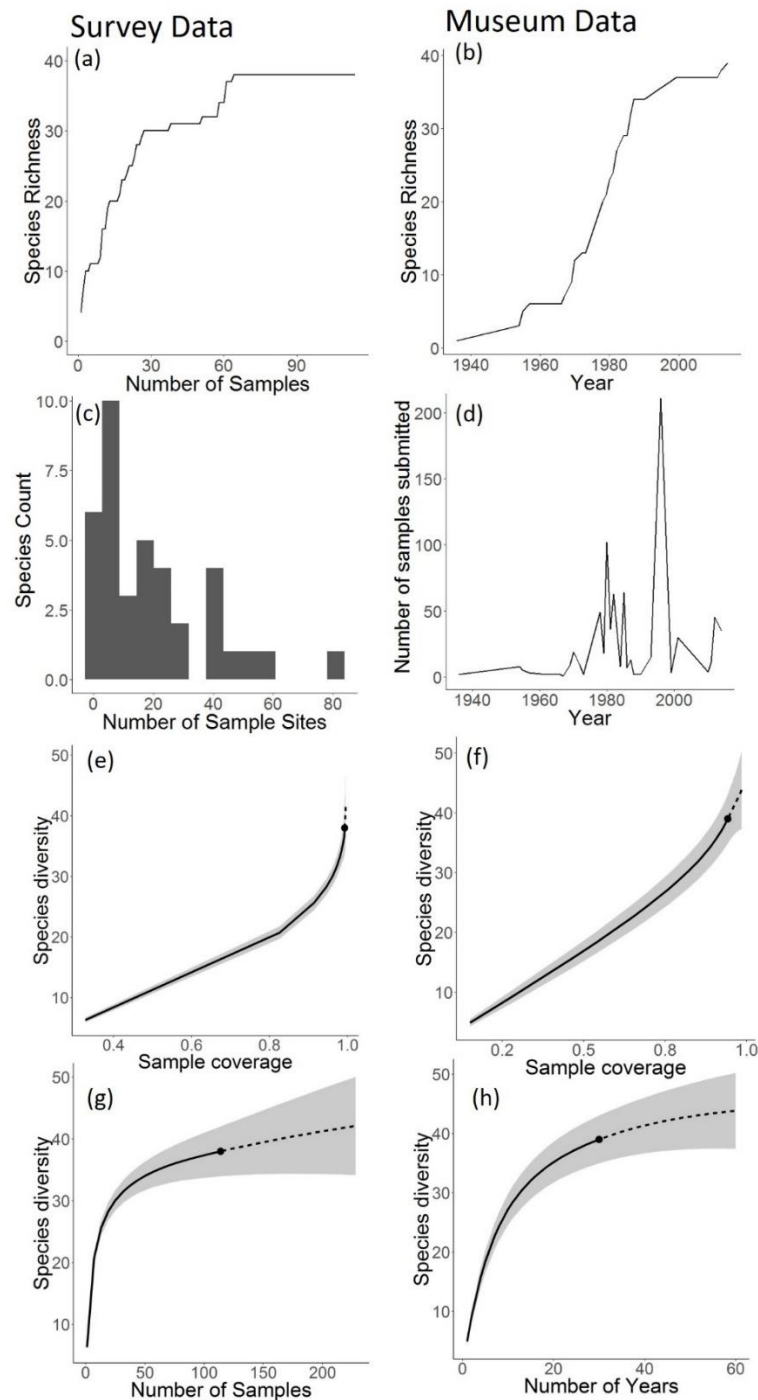 Survey Data
Museum Data
(a)
40
30
20
10
0
Species Richness
0 30 60 90
Number of Samples
(b)
40
30
20
10
0
Species Richness
1940 1960 1980 2000
Year
(c)
10.0
7.5
5.0
2.5
0.0
Species Count
0 20 40 60 80
Number of Sample Sites
(d)
200
150
100
50
0
Number of samples submitted
1940 1960 1980 2000
Year
(e)
50
40
30
20
10
Species diversity
0.4 0.6 0.8 1.0
Sample coverage
(f)
50
40
30
20
10
Species diversity
0.2 0.5 0.8 1.0
Sample coverage
(g)
50
40
30
20
10
Species diversity
0 50 100 150 200
Number of Samples
(h)
50
40
30
20
10
Species diversity
0 20 40 60
Number of Years